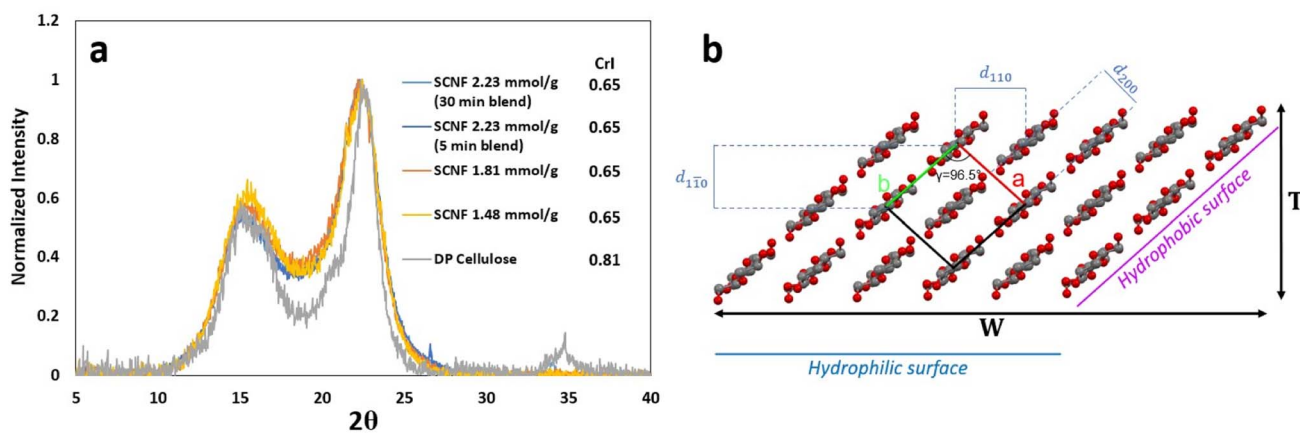 a
Normalized Intensity
1.2
1
0.8
0.6
0.4
0.2
0
5
10
15
20
25
30
35
40
2θ
CrI
SCNF 2.23 mmol/g 0.65
(30 min blend)
SCNF 2.23 mmol/g 0.65
(5 min blend)
SCNF 1.81 mmol/g 0.65
SCNF 1.48 mmol/g 0.65
DP Cellulose 0.81
b
d₁₁₀
d₂₀₀
d₁1̅₀
γ=96.5°
b
a
Hydrophobic surface
T
W
Hydrophilic surface